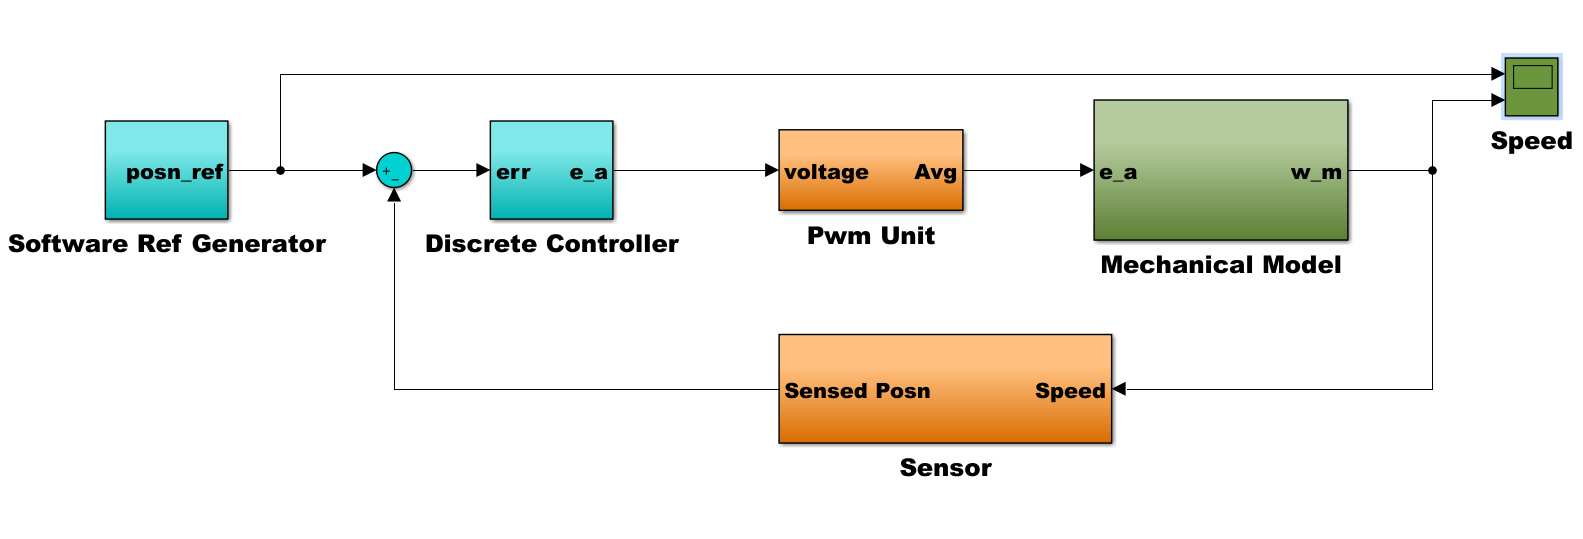 Speed
posn_ref
+
_
err
e_a
voltage
Avg
e_a
w_m
Software Ref Generator
Discrete Controller
Pwm Unit
Mechanical Model
Sensed Posn
Speed
Sensor